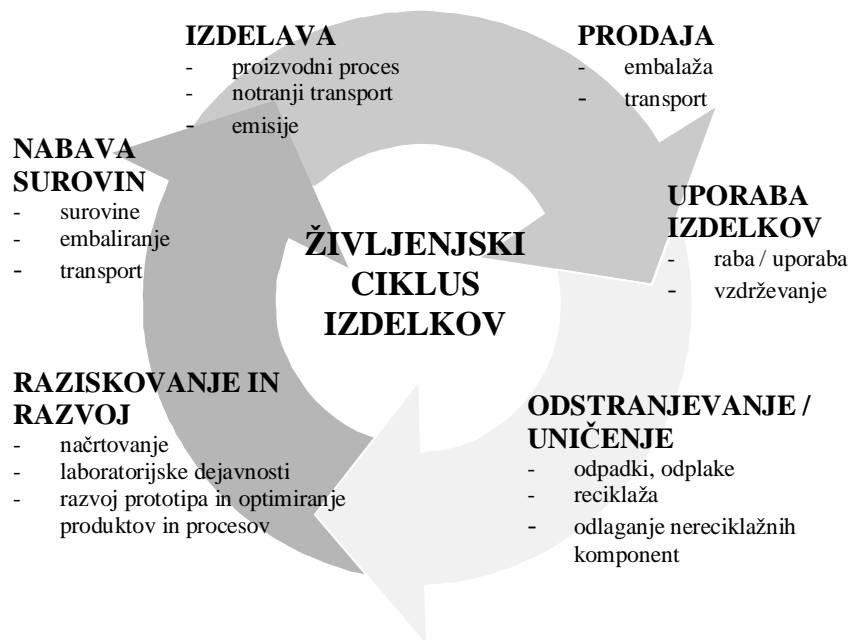 IZDELAVA
- proizvodni proces
- notranji transport
- emisije
PRODAJA
- embalaža
- transport
NABAVA
SUROVIN
- surovine
- embaliranje
- transport
UPORABA
IZDELKOV
- raba / uporaba
- vzdrževanje
ŽIVLJENJSKI
CIKLUS
IZDELKOV
RAZISKOVANJE IN
RAZVOJ
- načrtovanje
- laboratorijske dejavnosti
- razvoj prototipa in optimiranje
produktov in procesov
ODSTRANJEVANJE /
UNIČENJE
- odpadki, odplake
- reciklaža
- odlaganje nereciklažnih
komponent